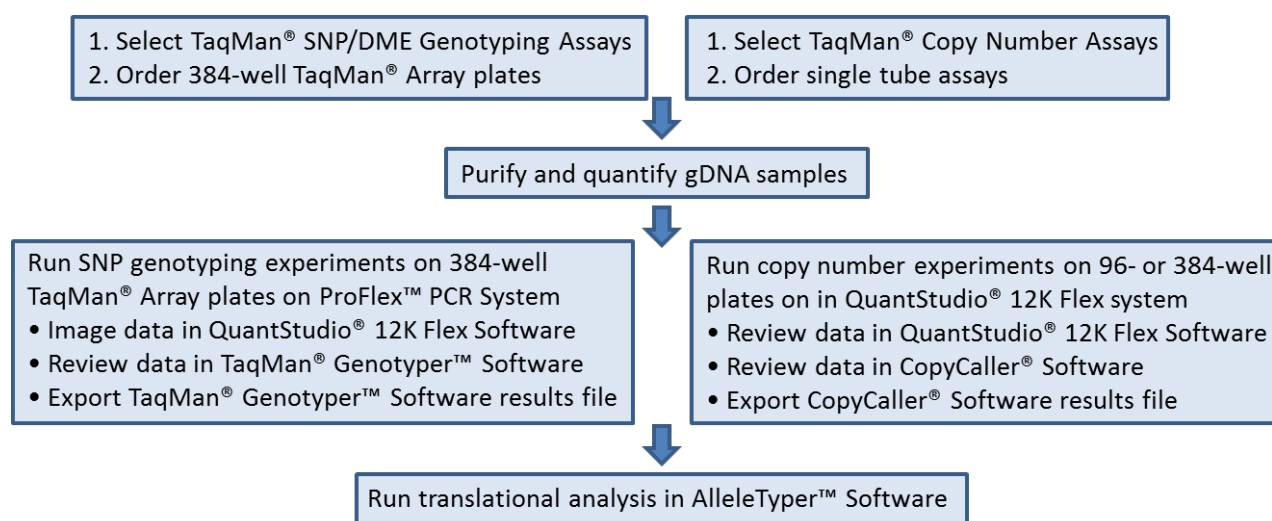 1. Select TaqMan® SNP/DME Genotyping Assays
2. Order 384-well TaqMan® Array plates
1. Select TaqMan® Copy Number Assays
2. Order single tube assays
Purify and quantify gDNA samples
Run SNP genotyping experiments on 384-well
TaqMan® Array plates on ProFlex™ PCR System
• Image data in QuantStudio® 12K Flex Software
• Review data in TaqMan® Genotyper™ Software
• Export TaqMan® Genotyper™ Software results file
Run copy number experiments on 96- or 384-well
plates on in QuantStudio® 12K Flex system
• Review data in QuantStudio® 12K Flex Software
• Review data in CopyCaller® Software
• Export CopyCaller® Software results file
Run translational analysis in AlleleTyper™ Software